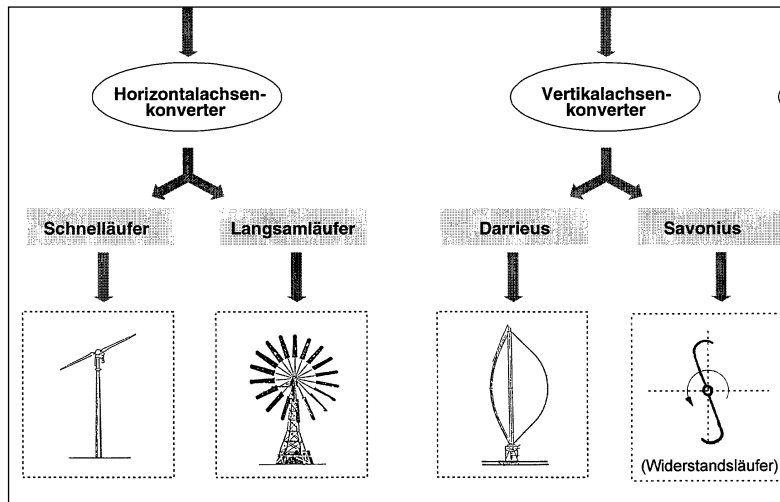 Horizontalachsen-
konverter
Vertikalachsen-
konverter
Schnelläufer
Langsamläufer
Darrieus
Savonius
(Widerstandsläufer)